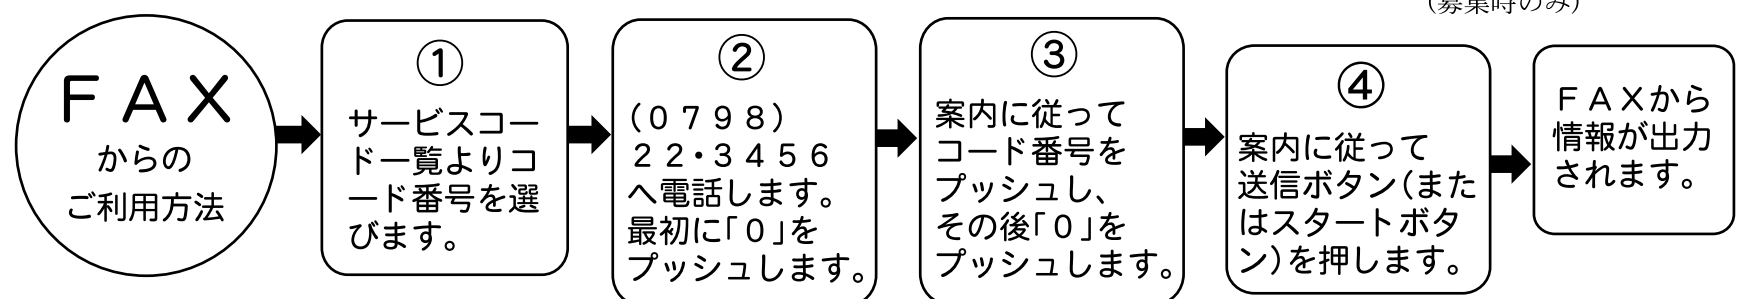 (募集時のみ)
FAX
からの
ご利用方法
①
サービスコー
ド一覧よりコ
ード番号を選
びます。
②
(0798)
22・3456
へ電話します。
最初に「0」を
プッシュします。
③
案内に従って
コード番号を
プッシュし、
その後「0」を
プッシュします。
④
案内に従って
送信ボタン(また
はスタートボタ
ン)を押します。
FAXから
情報が出力
されます。